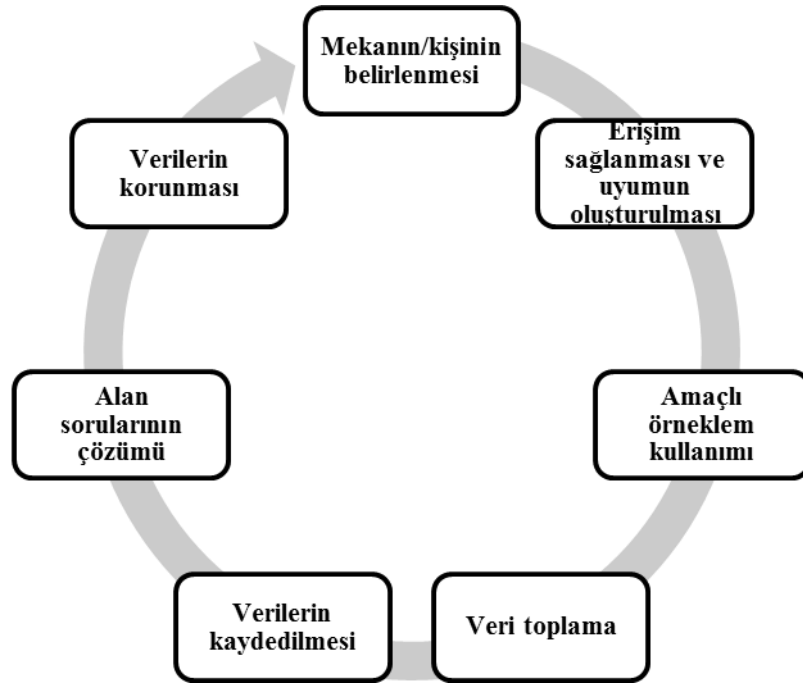 Mekanın/kişinin
belirlenmesi
Erişim
sağlanması ve
uyumun
oluşturulması
Amaçlı
örneklem
kullanımı
Veri toplama
Verilerin
kaydedilmesi
Alan
sorularının
çözümü
Verilerin
korunması